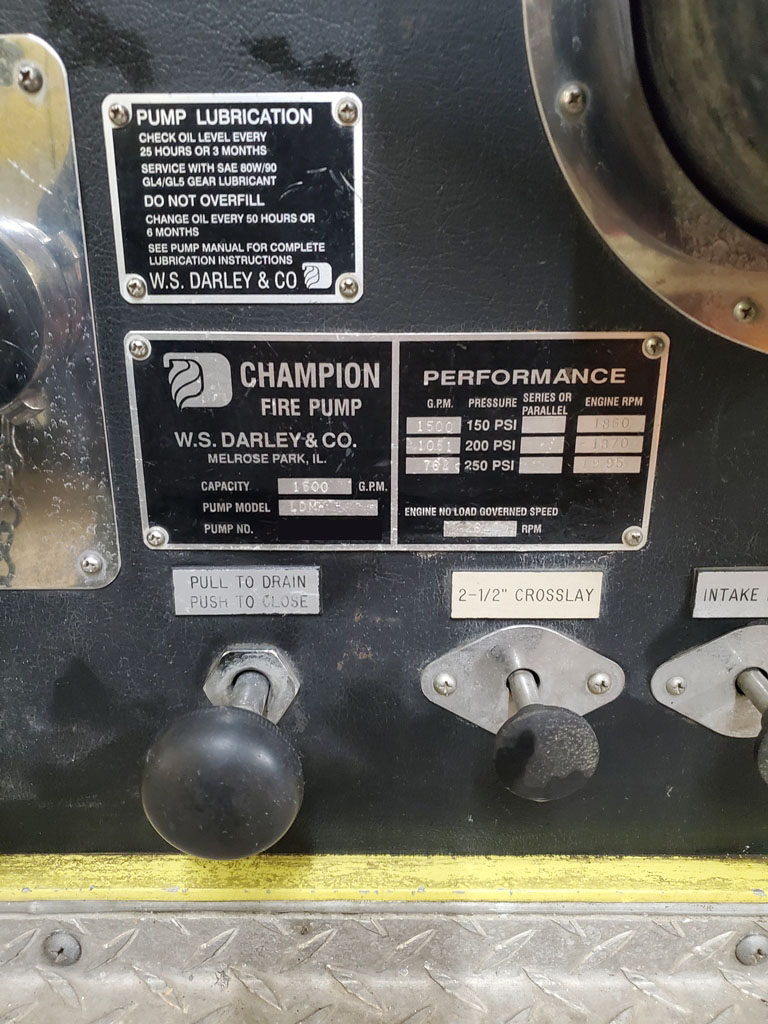 PUMP LUBRICATION
CHECK OIL LEVEL EVERY
25 HOURS OR 3 MONTHS
SERVICE WITH SAE 80W/90
GL4/GL5 GEAR LUBRICANT
DO NOT OVERFILL
CHANGE OIL EVERY 50 HOURS OR
6 MONTHS
SEE PUMP MANUAL FOR COMPLETE
LUBRICATION INSTRUCTIONS
W.S. DARLEY & CO
CHAMPION
FIRE PUMP
W.S. DARLEY & CO.
MELROSE PARK, IL.
CAPACITY G.P.M.
PUMP MODEL
PUMP NO.
PERFORMANCE
G.P.M. PRESSURE SERIES OR PARALLEL ENGINE RPM
1500 150 PSI
1051 200 PSI 1870
250 PSI
ENGINE NO LOAD GOVERNED SPEED
RPM
PULL TO DRAIN
PUSH TO CLOSE
2-1/2" CROSSLAY
INTAKE